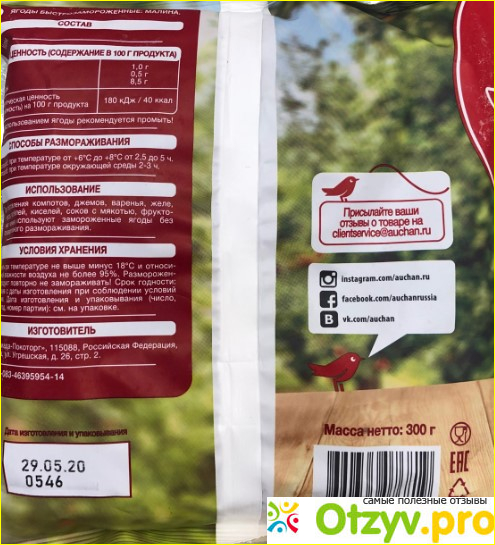 ЯГОДЫ БЫСТРОЗАМОРОЖЕННЫЕ: МАЛИНА.
СОСТАВ
ЦЕННОСТЬ (СОДЕРЖАНИЕ В 100 Г ПРОДУКТА)
1,0 г
0,5 г
8,5 г
ческая ценность
ность) на 100 г продукта 180 кДж / 40 ккал
ользованием ягоды рекомендуется промыть!
СПОСОБЫ РАЗМОРАЖИВАНИЯ
при температуре от +6°С до +8°С от 2,5 до 5 ч.
при температуре окружающей среды 2-3 ч.
ИСПОЛЬЗОВАНИЕ
компотов, джемов, варенья, желе,
киселей, соков с мякотью, фрукто-
используют замороженные ягоды без
размораживания.
УСЛОВИЯ ХРАНЕНИЯ
температуре не выше минус 18°С и относи-
важности воздуха не более 95%. Разморожен-
повторно не замораживать! Срок годности:
с даты изготовления при соблюдении условий
Дата изготовления и упаковывания (число,
номер партии): см. на упаковке.
ИЗГОТОВИТЕЛЬ
115088, Российская Федерация,
ул. Угрешская, д. 26, стр. 2.
-083-46395954-14
Дата изготовления и упаковывания
29.05.20
0546
Присылайте ваши
отзывы о товаре на
clientservice@auchan.ru
instagram.com/auchan.ru
facebook.com/auchanrussia
vk.com/auchan
Масса нетто: 300 г
EAC
самые полезные отзывы
Otzyv.pro